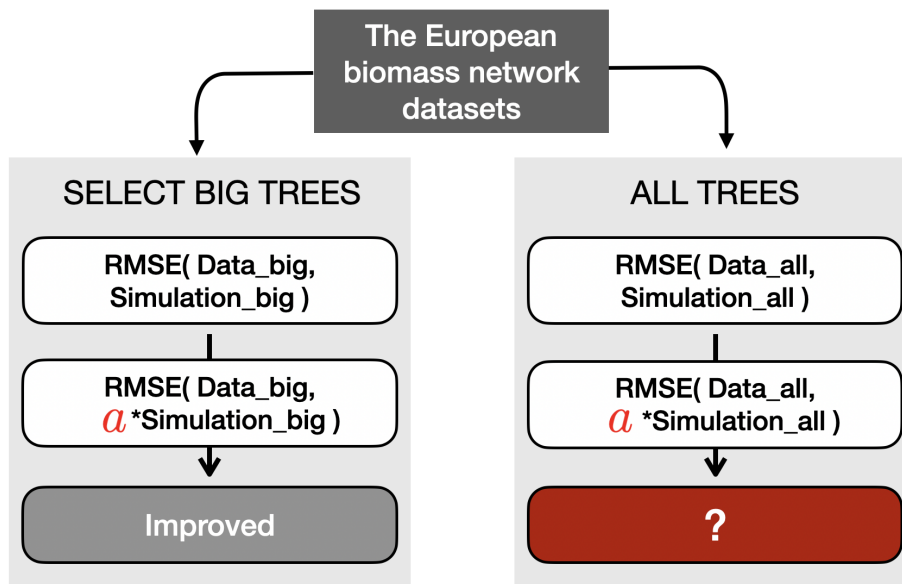 The European
biomass network
datasets
SELECT BIG TREES
RMSE( Data_big,
Simulation_big )
RMSE( Data_big,
a *Simulation_big )
Improved
ALL TREES
RMSE( Data_all,
Simulation_all )
RMSE( Data_all,
a *Simulation_all )
?